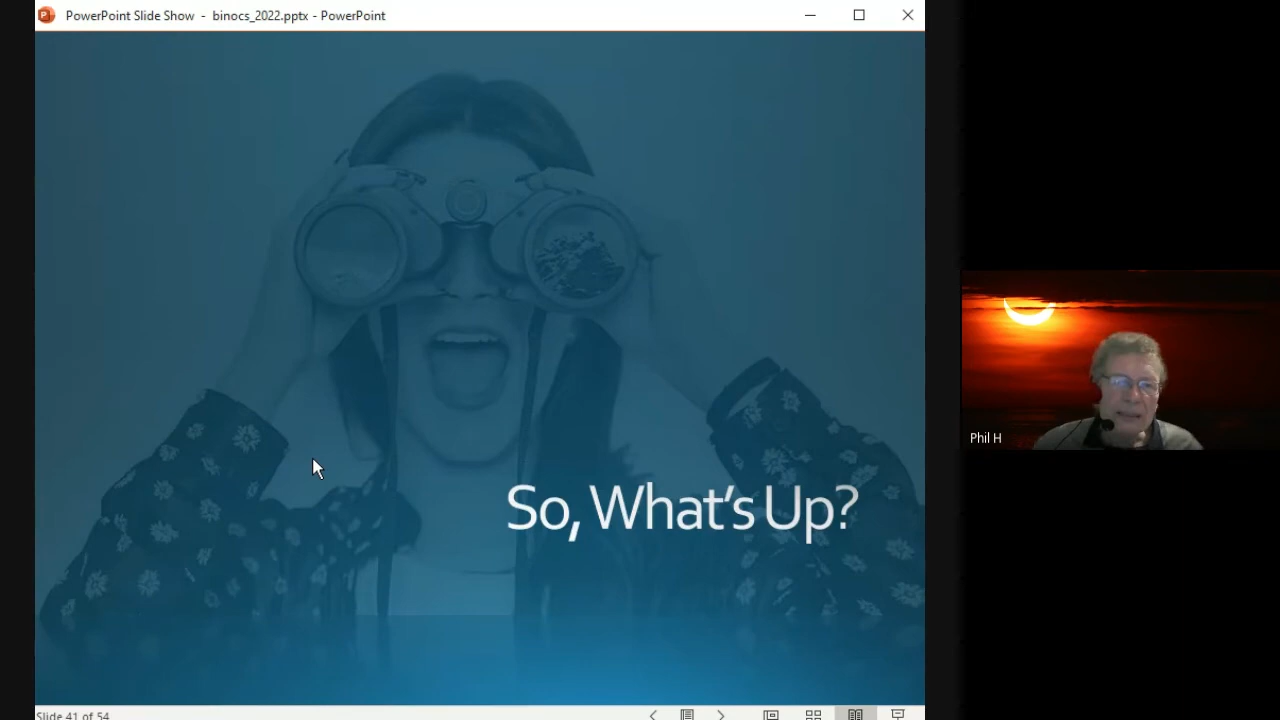 PowerPoint Slide Show - binocs_2022.pptx - PowerPoint
So, What's Up?
Phil H
Slide 41 of 54